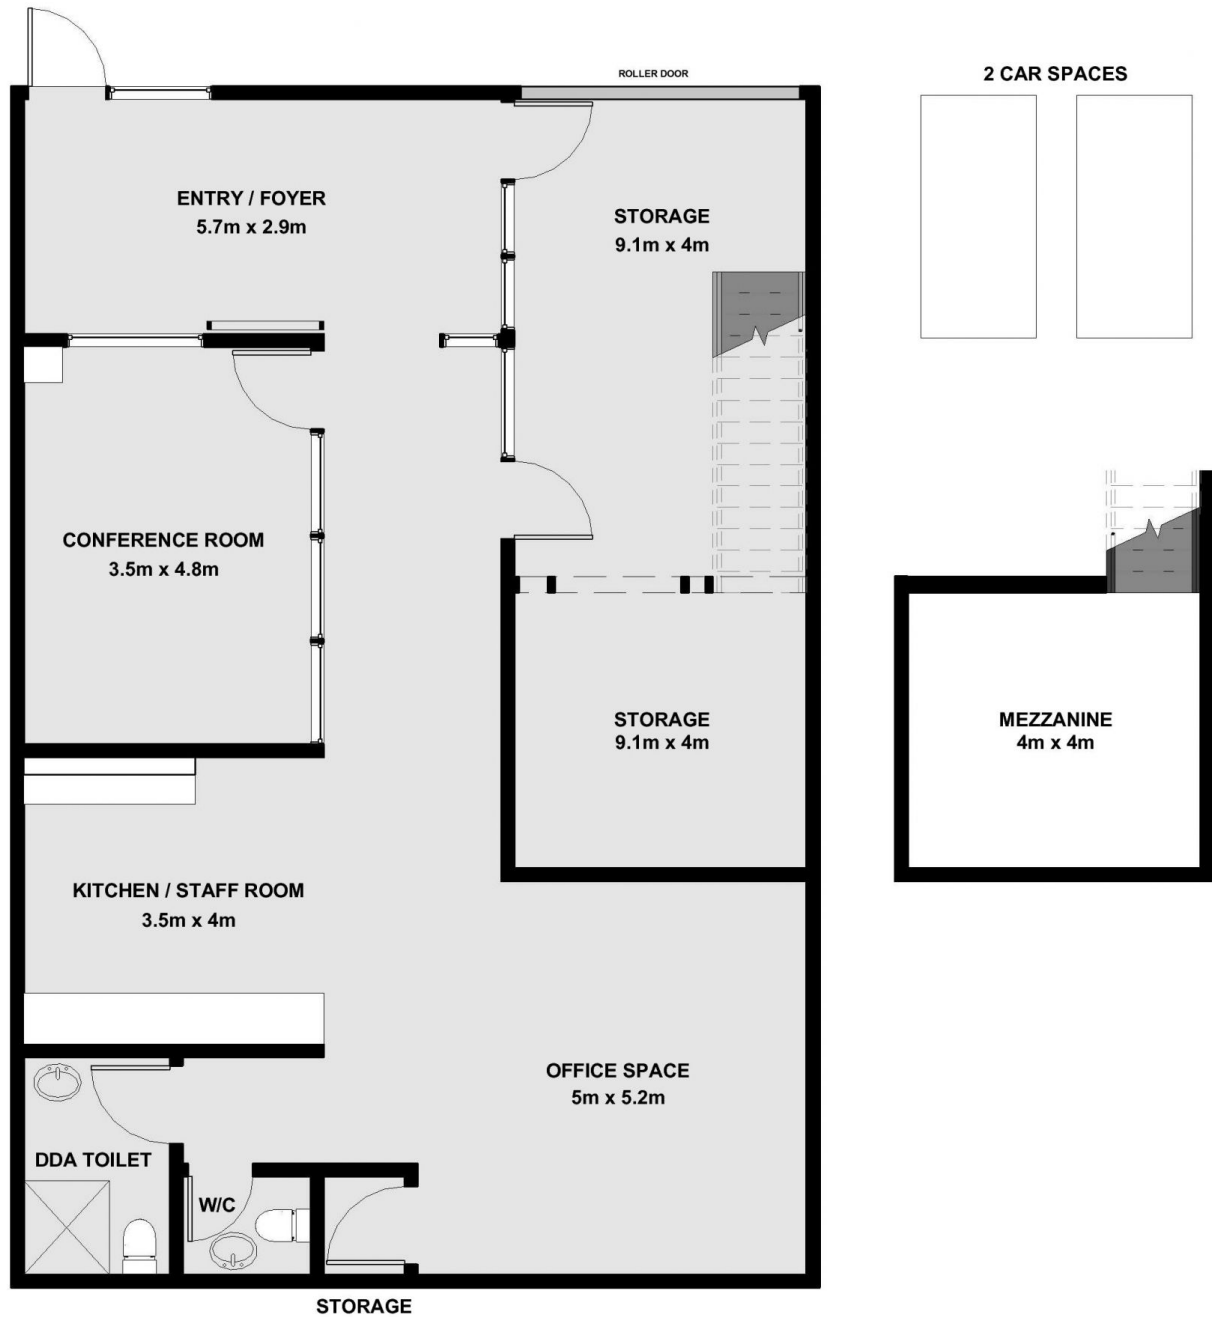 ROLLER DOOR
2 CAR SPACES
ENTRY / FOYER
5.7m x 2.9m
STORAGE
9.1m x 4m
CONFERENCE ROOM
3.5m x 4.8m
STORAGE
9.1m x 4m
MEZZANINE
4m x 4m
KITCHEN / STAFF ROOM
3.5m x 4m
OFFICE SPACE
5m x 5.2m
DDA TOILET
W/C
STORAGE